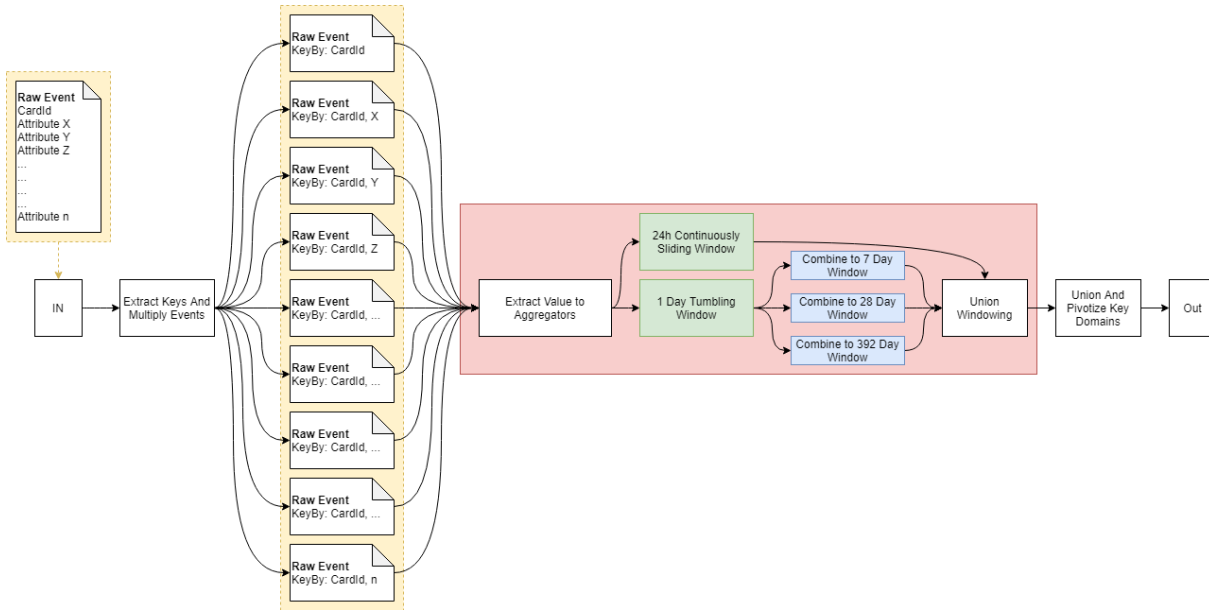 Raw Event
CardId
Attribute X
Attribute Y
Attribute Z
...
...
...
...
Attribute n
IN
Extract Keys And
Multiply Events
Raw Event
KeyBy: CardId
Raw Event
KeyBy: CardId, X
Raw Event
KeyBy: CardId, Y
Raw Event
KeyBy: CardId, Z
Raw Event
KeyBy: CardId, ...
Raw Event
KeyBy: CardId, ...
Raw Event
KeyBy: CardId, ...
Raw Event
KeyBy: CardId, ...
Raw Event
KeyBy: CardId, n
Extract Value to
Aggregators
24h Continuously
Sliding Window
1 Day Tumbling
Window
Combine to 7 Day
Window
Combine to 28 Day
Window
Combine to 392 Day
Window
Union
Windowing
Union And
Pivotize Key
Domains
Out